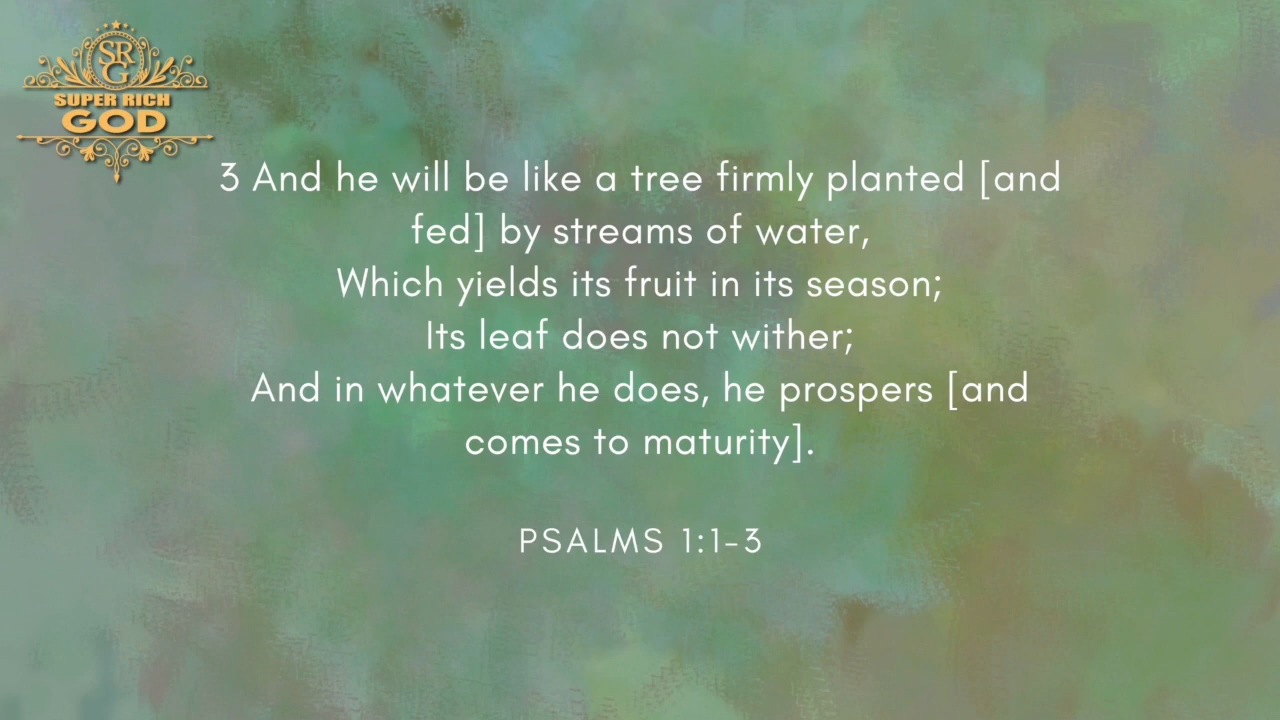 SRG
SUPER RICH
GOD
3 And he will be like a tree firmly planted [and
fed] by streams of water,
Which yields its fruit in its season;
Its leaf does not wither;
And in whatever he does, he prospers [and
comes to maturity].
PSALMS 1:1-3